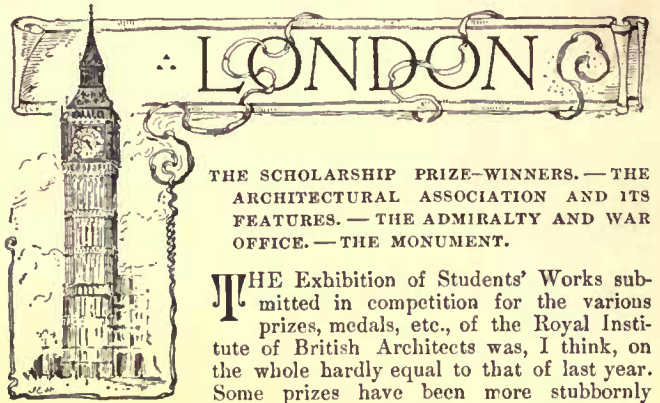 LONDON
THE SCHOLARSHIP PRIZE-WINNERS. — THE
ARCHITECTURAL ASSOCIATION AND ITS
FEATURES. — THE ADMIRALTY AND WAR
OFFICE. — THE MONUMENT.
THE Exhibition of Students' Works sub-
mitted in competition for the various
prizes, medals, etc., of the Royal Insti-
tute of British Architects was, I think, on
the whole hardly equal to that of last year.
Some prizes have been more stubbornly